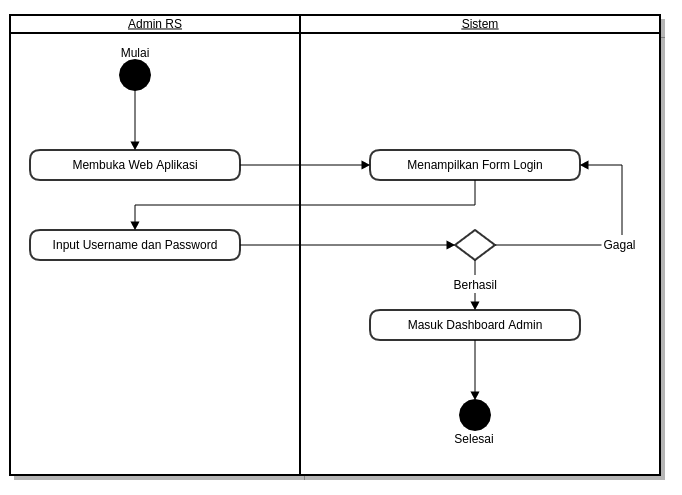 Admin RS
Sistem
Mulai
Membuka Web Aplikasi
Menampilkan Form Login
Input Username dan Password
Gagal
Berhasil
Masuk Dashboard Admin
Selesai